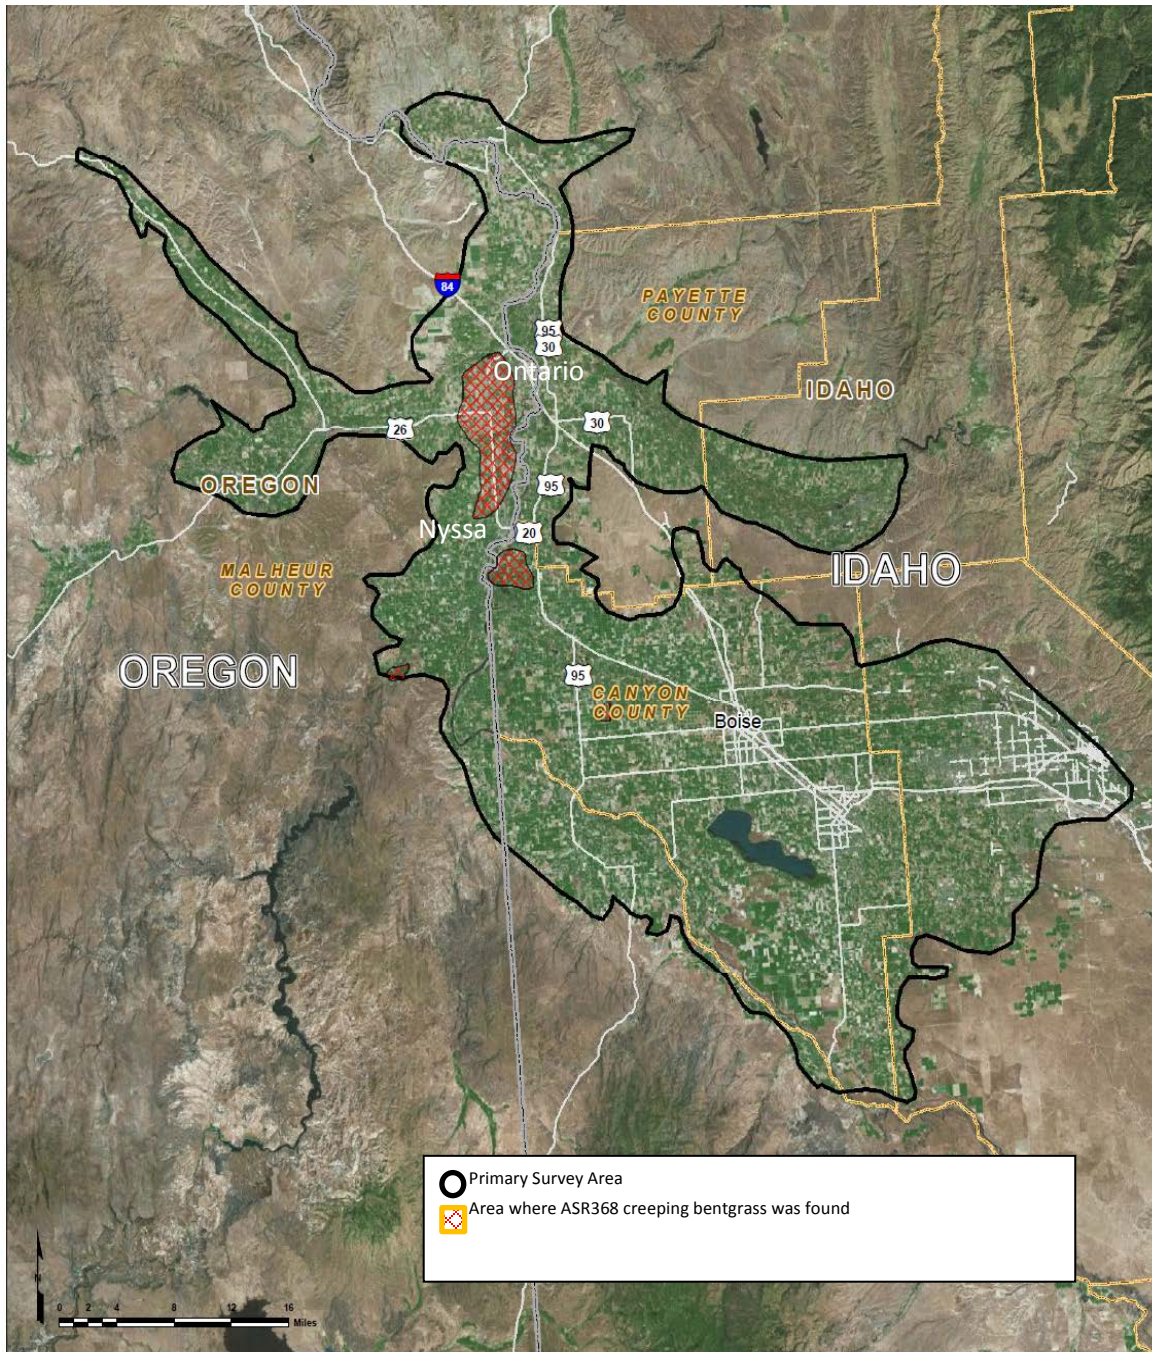 84
PAYETTE
COUNTY
95
30
Ontario
IDAHO
30
26
OREGON
95
Nyssa
20
MALHEUR
COUNTY
IDAHO
OREGON
95
CANYON
COUNTY
Boise
Primary Survey Area
Area where ASR368 creeping bentgrass was found
N
0 2 4 8 12 16
Miles